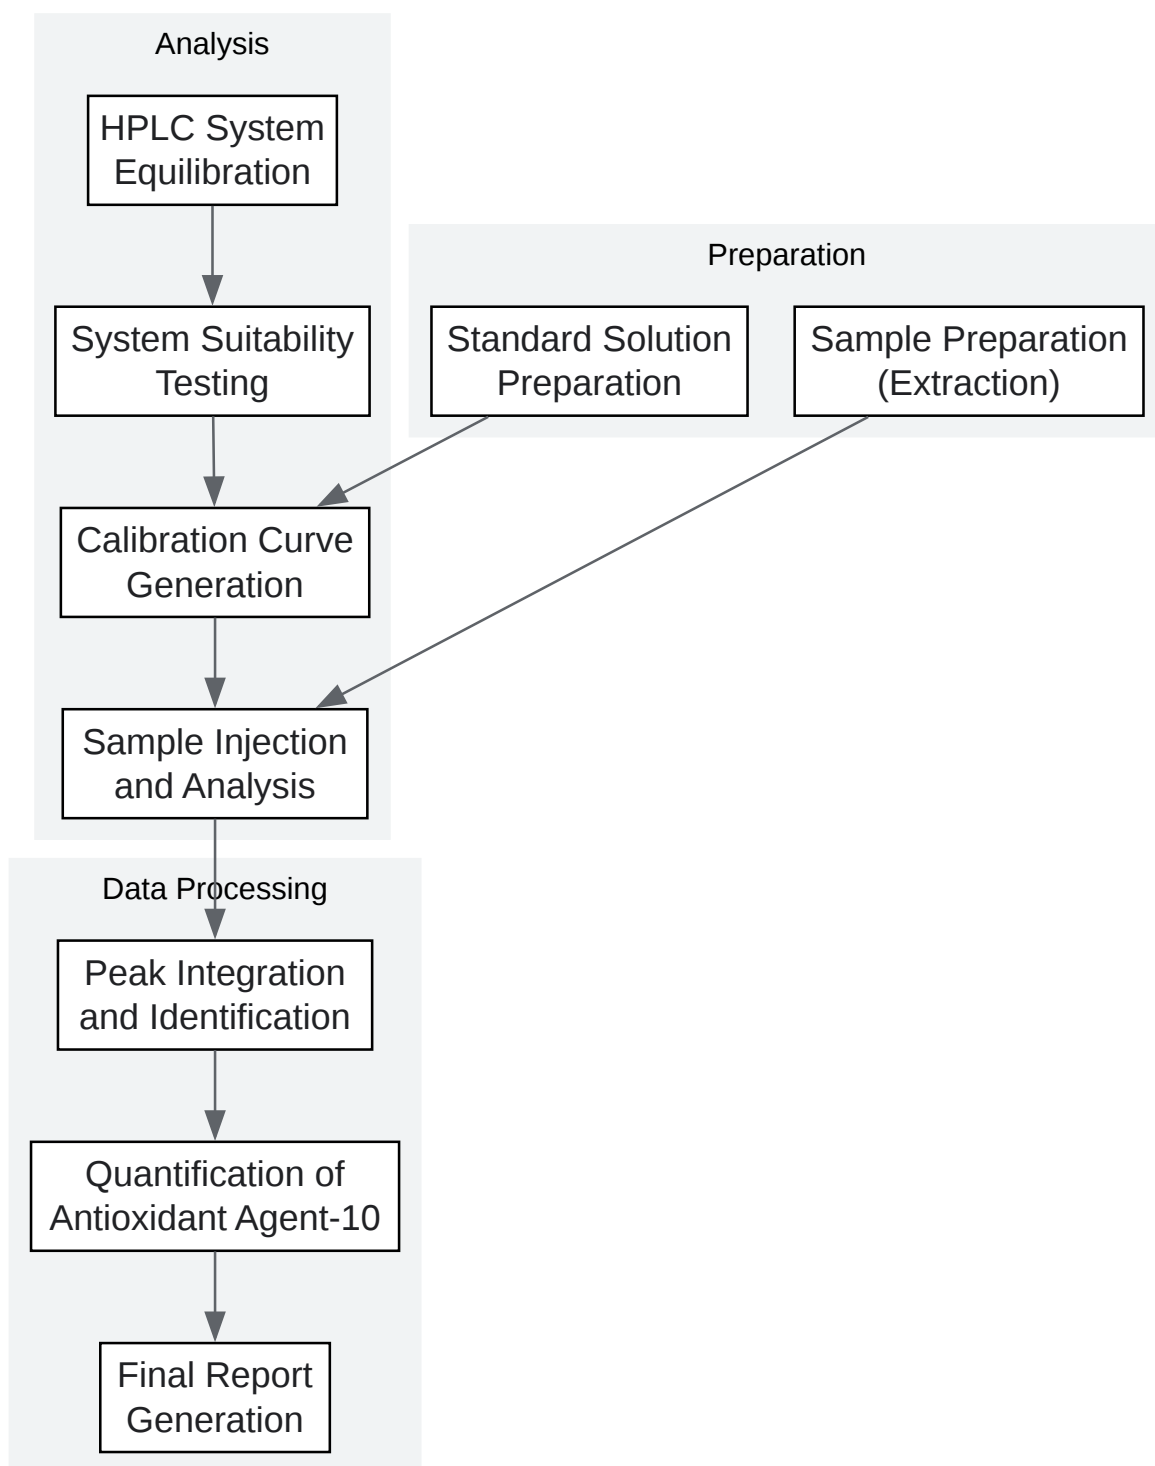 Analysis
HPLC System
Equilibration
Preparation
System Suitability
Testing
Standard Solution
Preparation
Sample Preparation
(Extraction)
Calibration Curve
Generation
Sample Injection
and Analysis
Data Processing
Peak Integration
and Identification
Quantification of
Antioxidant Agent-10
Final Report
Generation